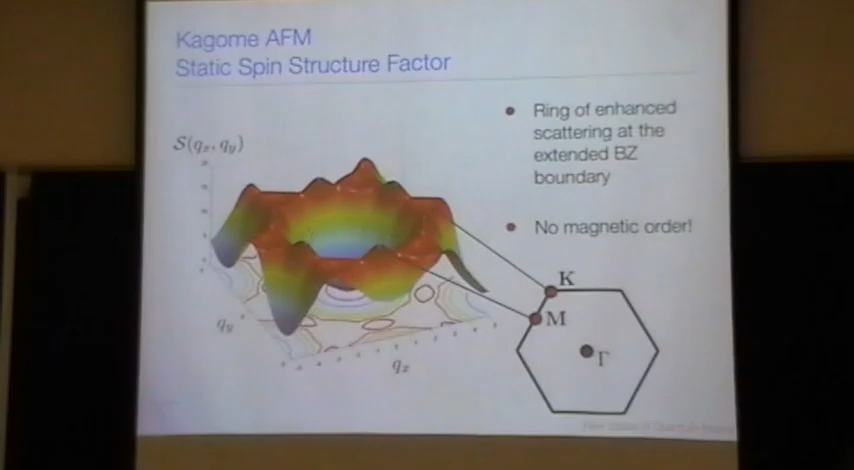 Kagome AFM
Static Spin Structure Factor
Ring of enhanced
scattering at the
extended BZ
boundary
No magnetic order!
S(qx, qy)
K
M
Γ
qy
qx